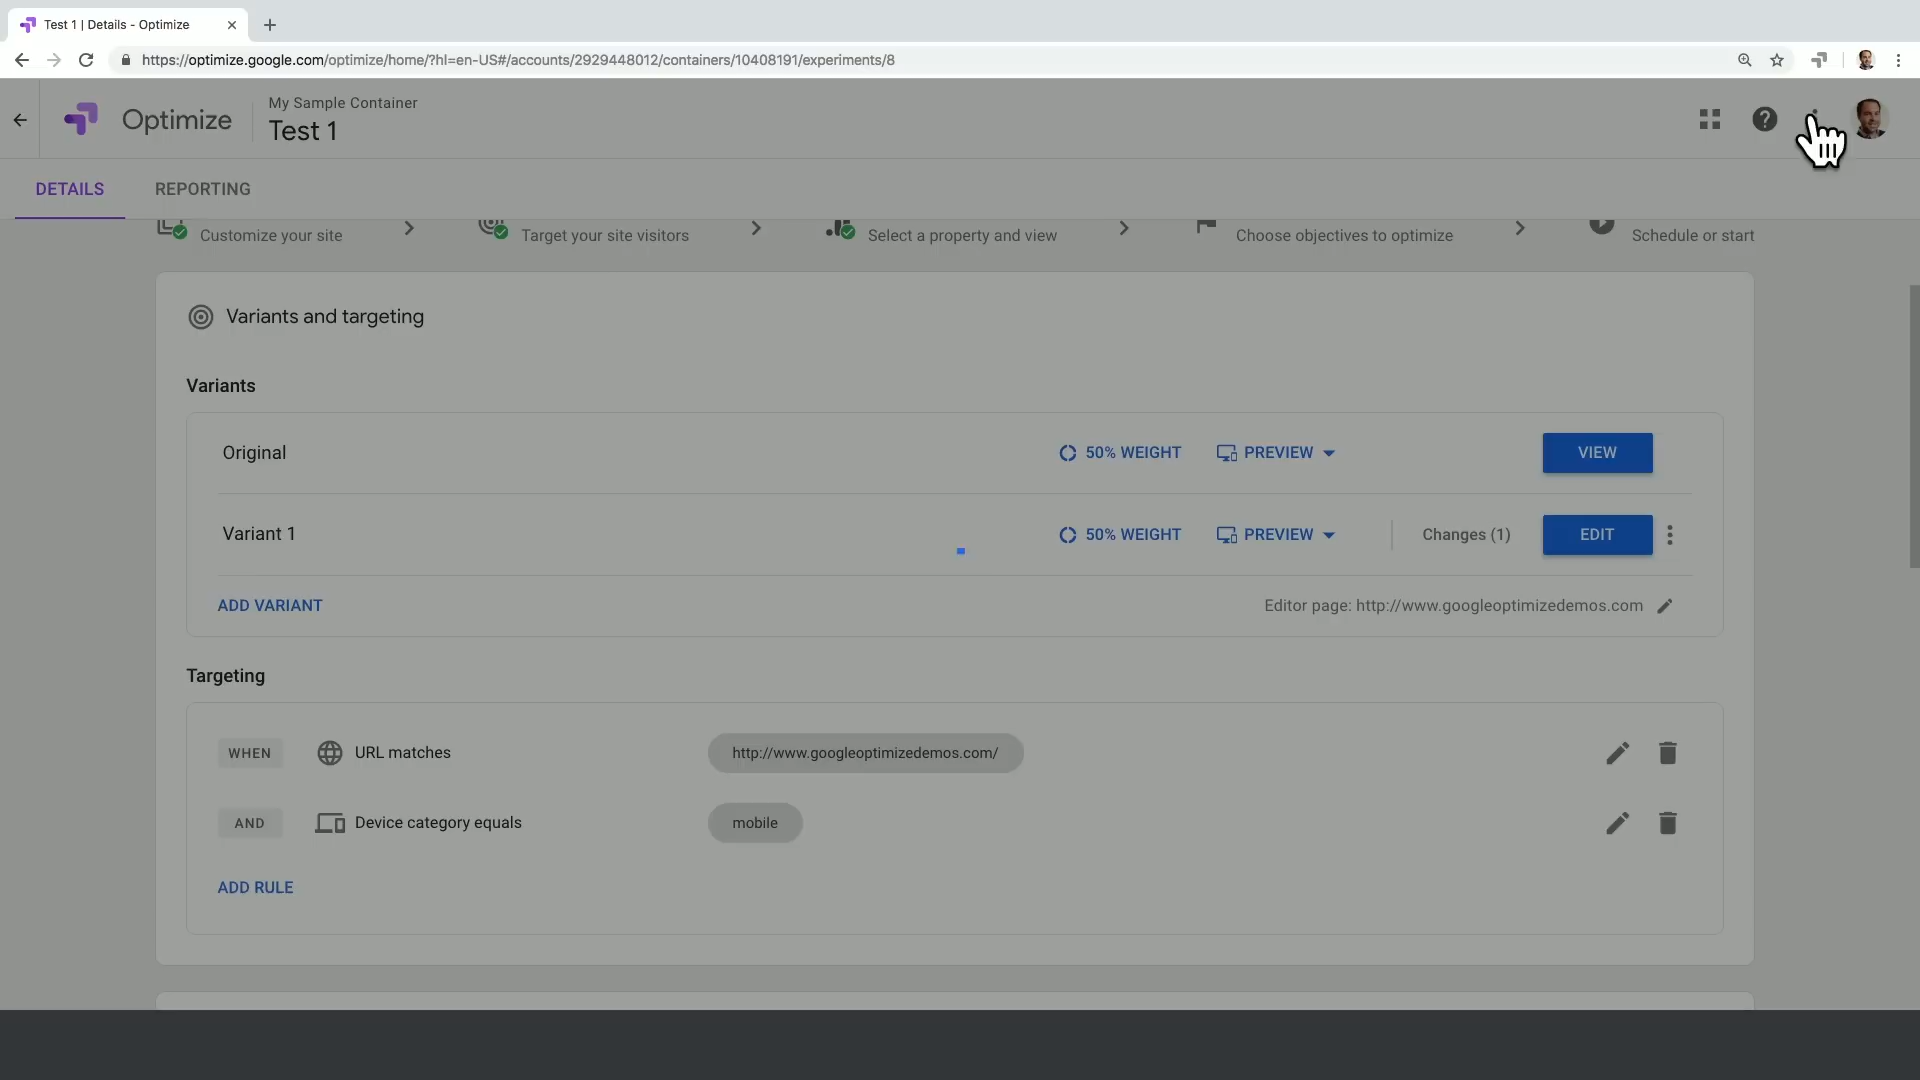 Test 1 | Details - Optimize
https://optimize.google.com/optimize/home/?hl=en-US#/accounts/2929448012/containers/10408191/experiments/8
Optimize
My Sample Container
Test 1
DETAILS
REPORTING
Customize your site
Target your site visitors
Select a property and view
Choose objectives to optimize
Schedule or start
Variants and targeting
Variants
Original
50% WEIGHT
PREVIEW
VIEW
Variant 1
50% WEIGHT
PREVIEW
Changes (1)
EDIT
ADD VARIANT
Editor page: http://www.googleoptimizedemos.com
Targeting
WHEN
URL matches
http://www.googleoptimizedemos.com/
AND
Device category equals
mobile
ADD RULE